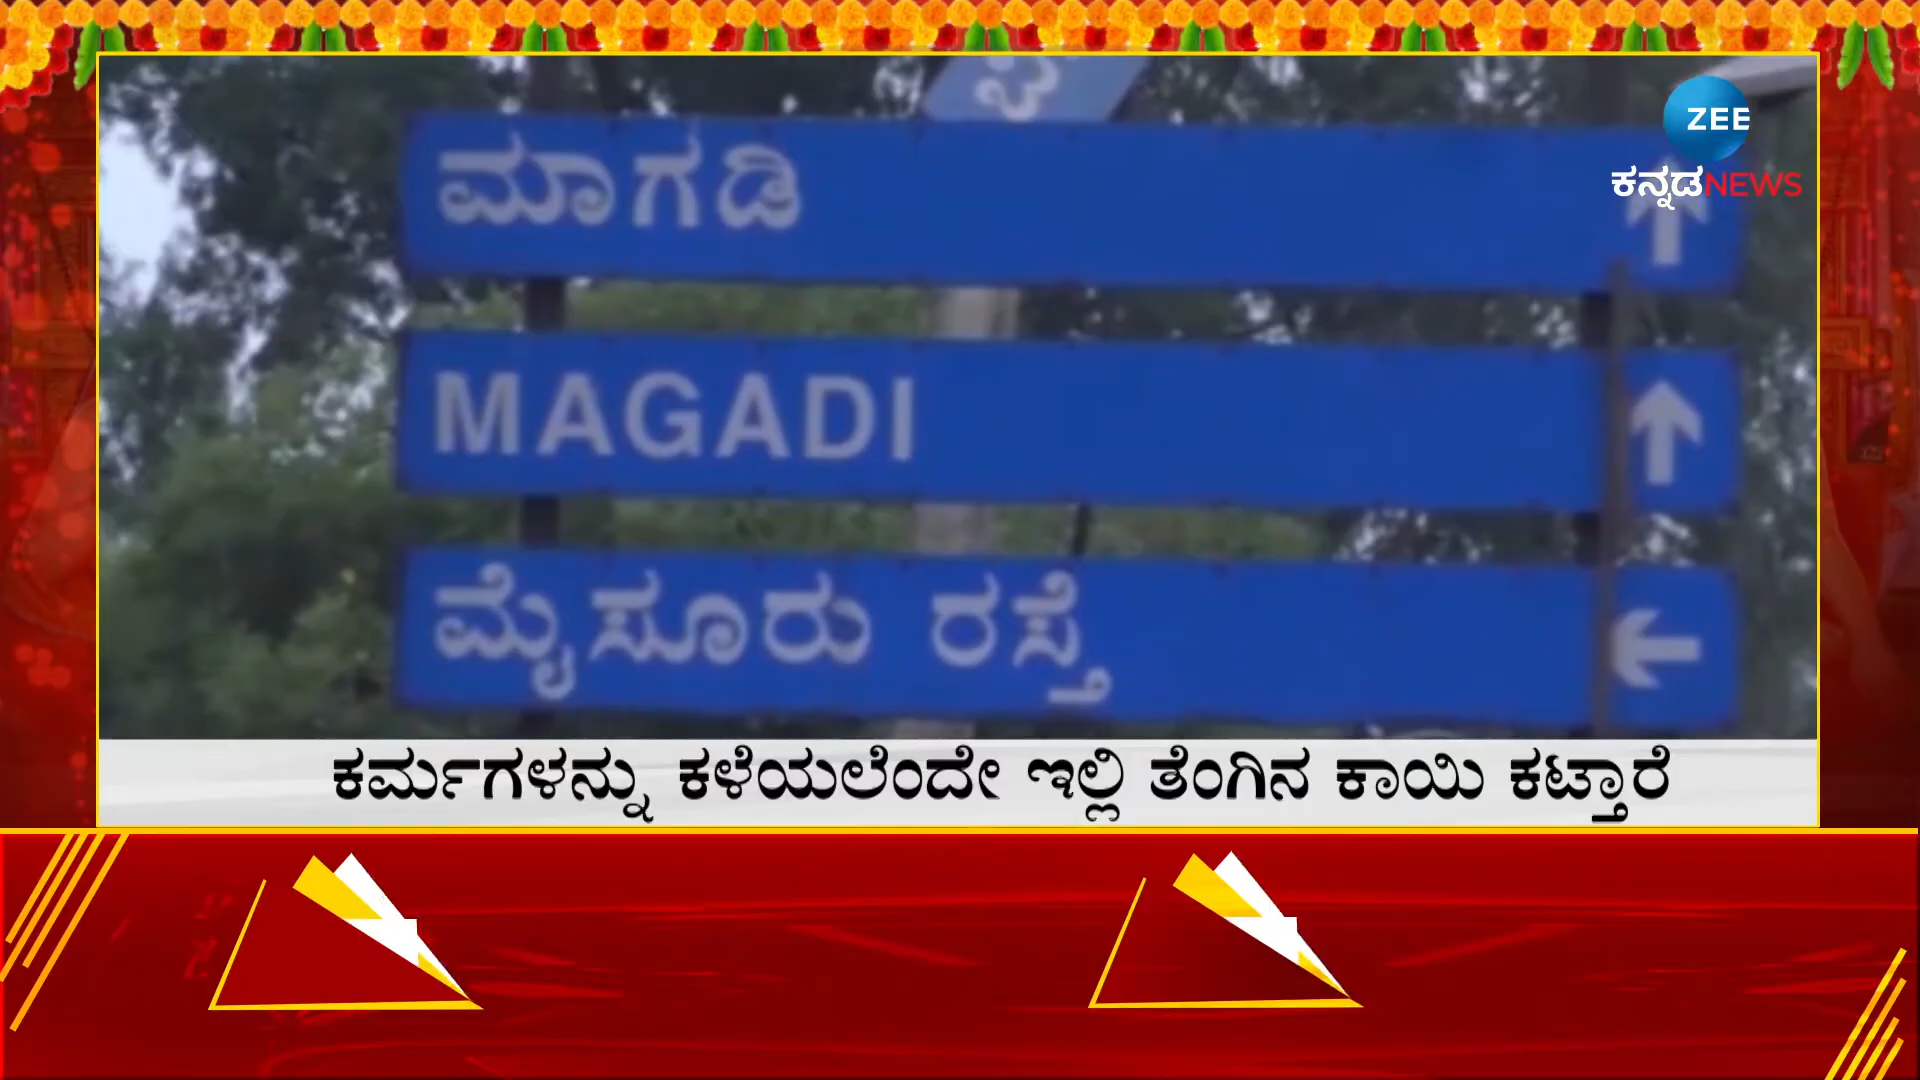 ZEE
ಕನ್ನಡNEWS
ಮಾಗಡಿ
MAGADI
ಮೈಸೂರು ರಸ್ತೆ
ಕರ್ಮಗಳನ್ನು ಕಳೆಯಲೆಂದೇ ಇಲ್ಲಿ ತೆಂಗಿನ ಕಾಯಿ ಕಟ್ತಾರೆ